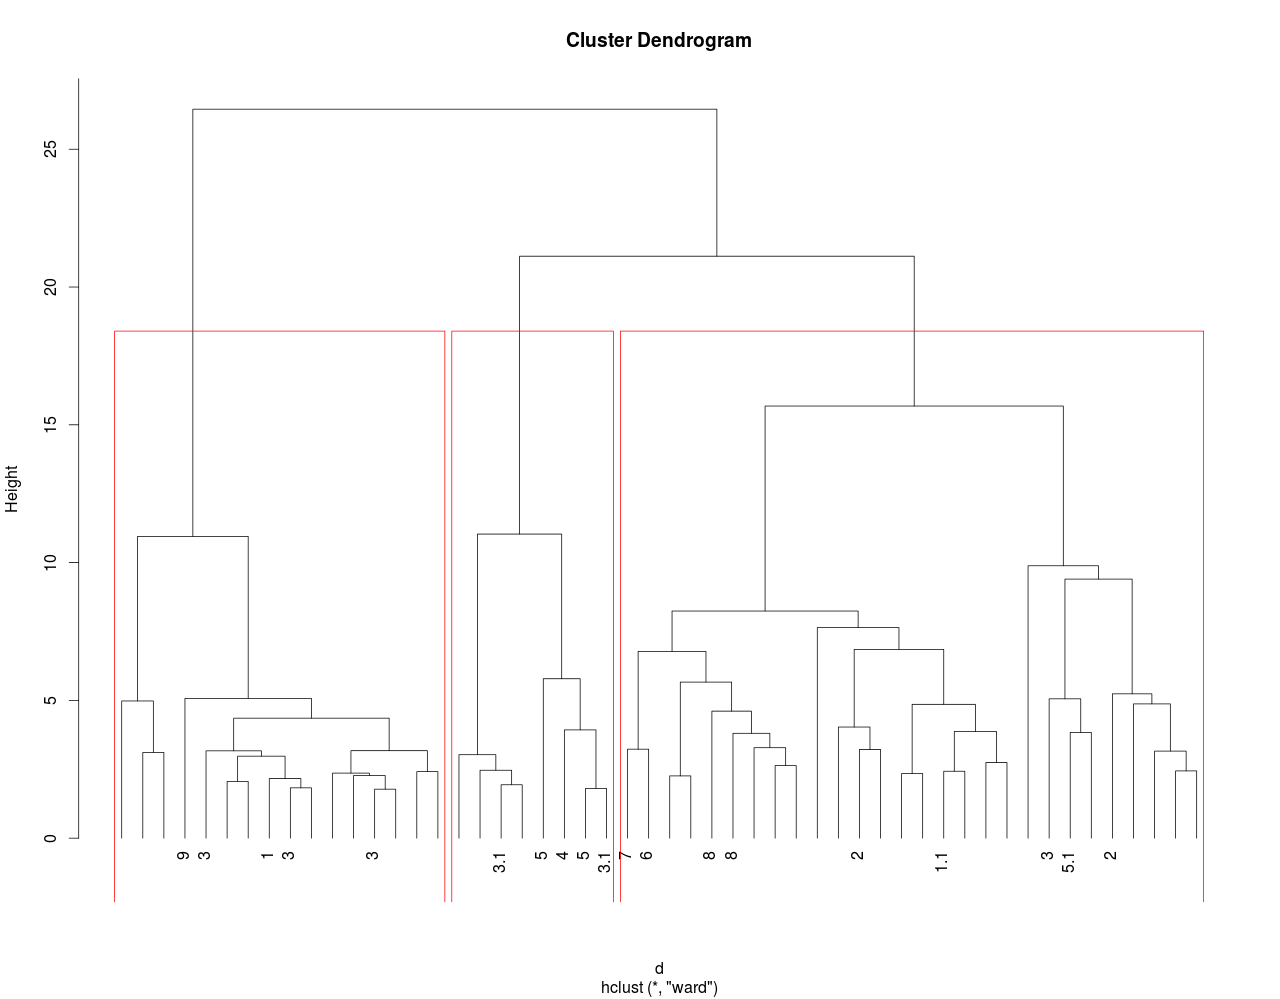 Cluster Dendrogram
Height
25
20
15
10
5
0
9 3 1 3 3 3.1 5 4 5 3.1 7 6 8 8 2 1.1 3 5.1 2
d
hclust (*, "ward")